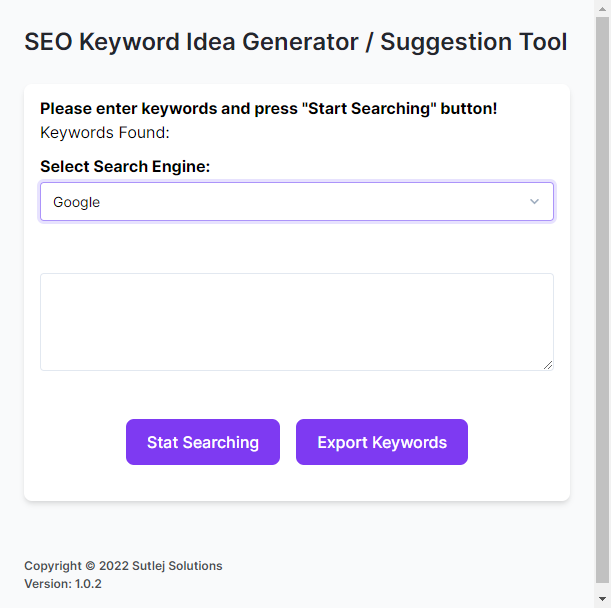 SEO Keyword Idea Generator / Suggestion Tool
Please enter keywords and press "Start Searching" button!
Keywords Found:
Select Search Engine:
Google
Stat Searching
Export Keywords
Copyright © 2022 Sutlej Solutions
Version: 1.0.2